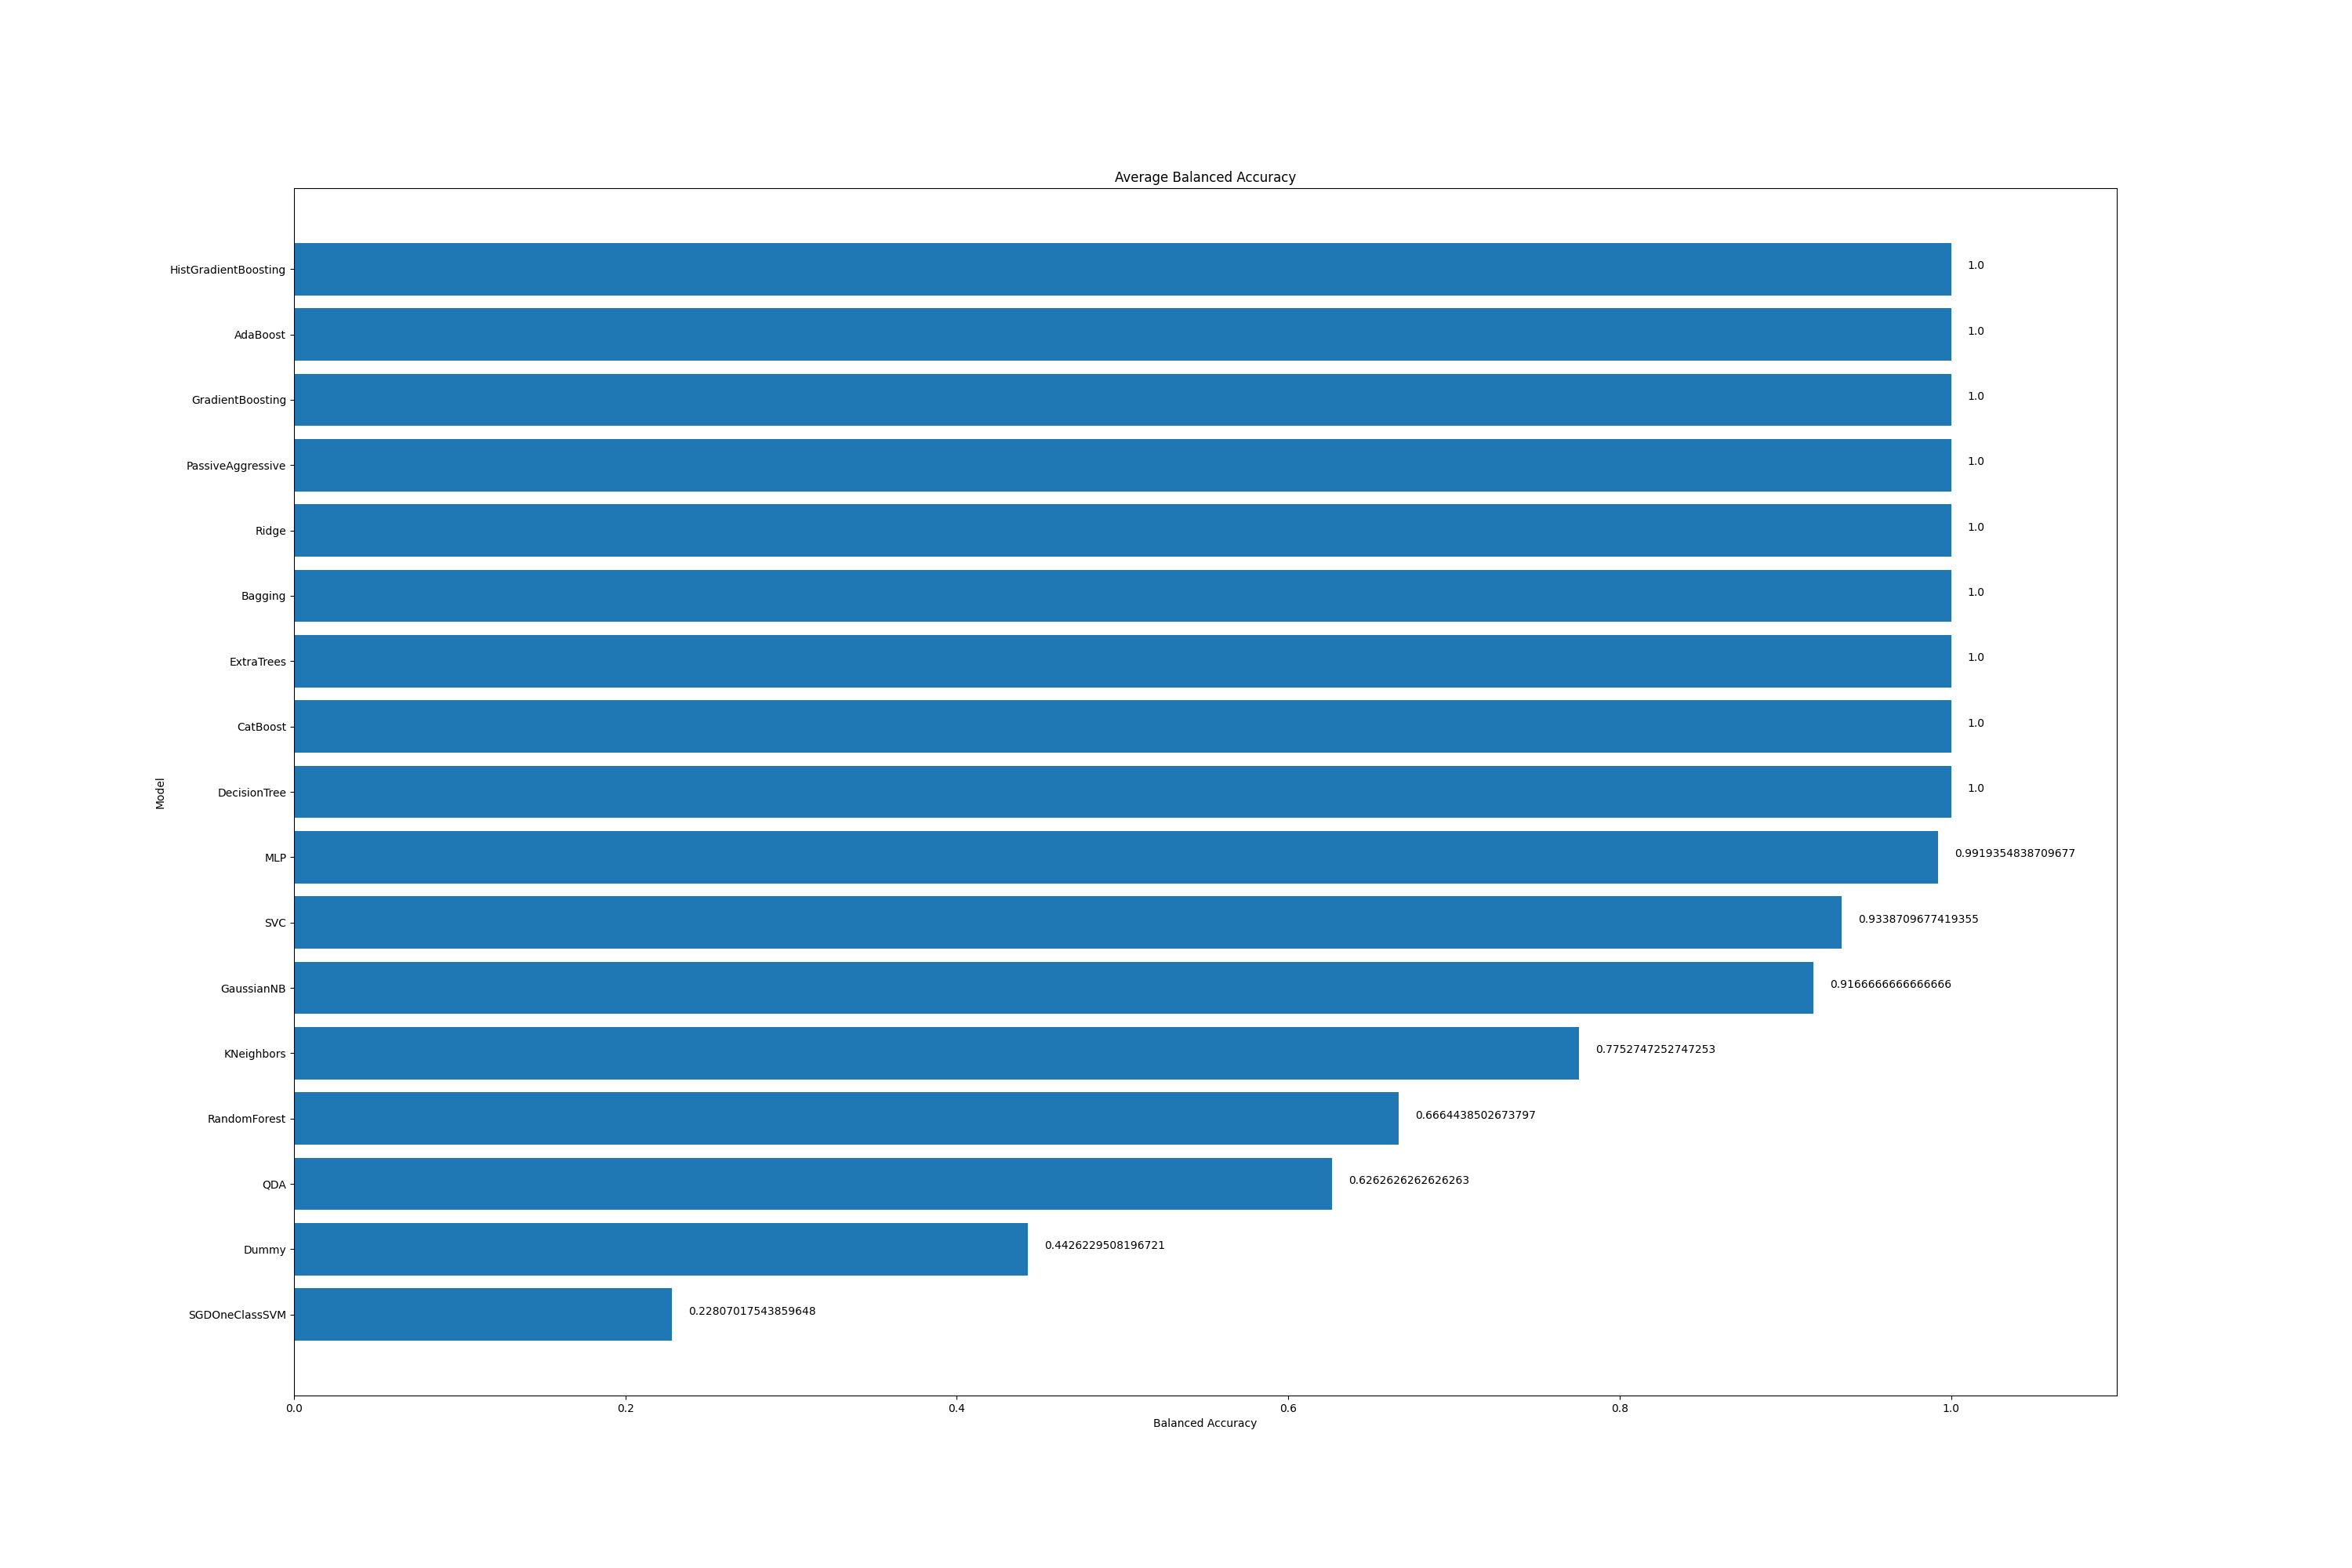 Average Balanced Accuracy
HistGradientBoosting 1.0
AdaBoost 1.0
GradientBoosting 1.0
PassiveAggressive 1.0
Ridge 1.0
Bagging 1.0
ExtraTrees 1.0
CatBoost 1.0
DecisionTree 1.0
Model
MLP 0.9919354838709677
SVC 0.9338709677419355
GaussianNB 0.9166666666666666
KNeighbors 0.7752747252747253
RandomForest 0.6664438502673797
QDA 0.6262626262626263
Dummy 0.4426229508196721
SGDOneClassSVM 0.22807017543859648
0.0 0.2 0.4 0.6 0.8 1.0
Balanced Accuracy